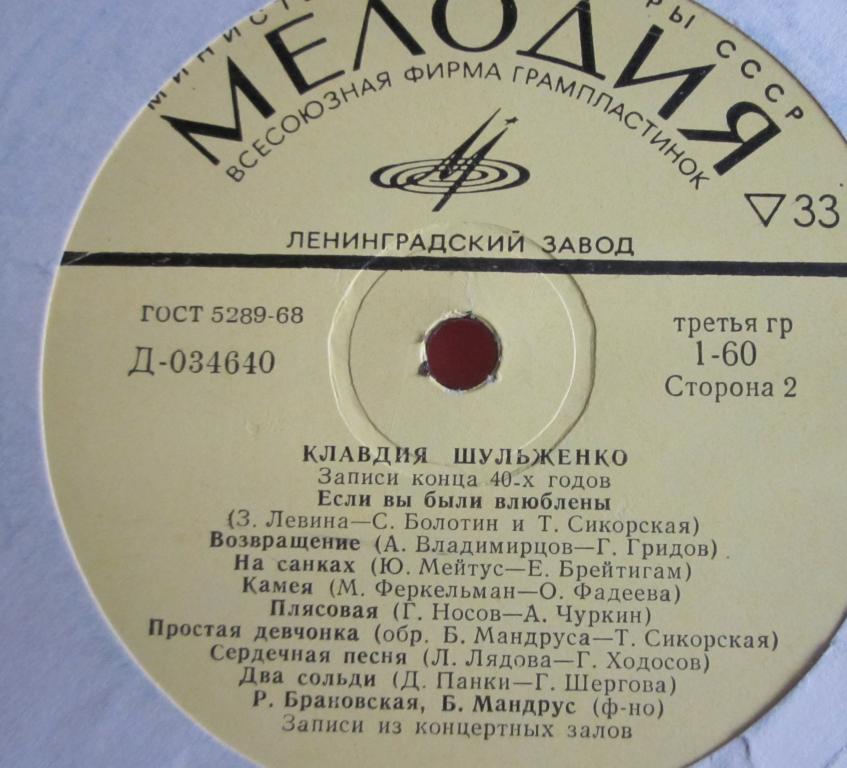 СССР
МЕЛОДИЯ
ВСЕСОЮЗНАЯ ФИРМА ГРАМПЛАСТИНОК
▽33
ЛЕНИНГРАДСКИЙ ЗАВОД
ГОСТ 5289-68
Д-034640
третья гр
1-60
Сторона 2
КЛАВДИЯ ШУЛЬЖЕНКО
Записи конца 40-х годов
Если вы были влюблены
(З. Левина—С. Болотин и Т. Сикорская)
Возвращение (А. Владимирцов—Г. Гридов)
На санках (Ю. Мейтус—Е. Брейтигам)
Камея (М. Феркельман—О. Фадеева)
Плясовая (Г. Носов—А. Чуркин)
Простая девчонка (обр. Б. Мандруса—Т. Сикорская)
Сердечная песня (Л. Лядова—Г. Ходосов)
Два сольди (Д. Панки—Г. Шергова)
Р. Брановская, Б. Мандрус (ф-но)
Записи из концертных залов